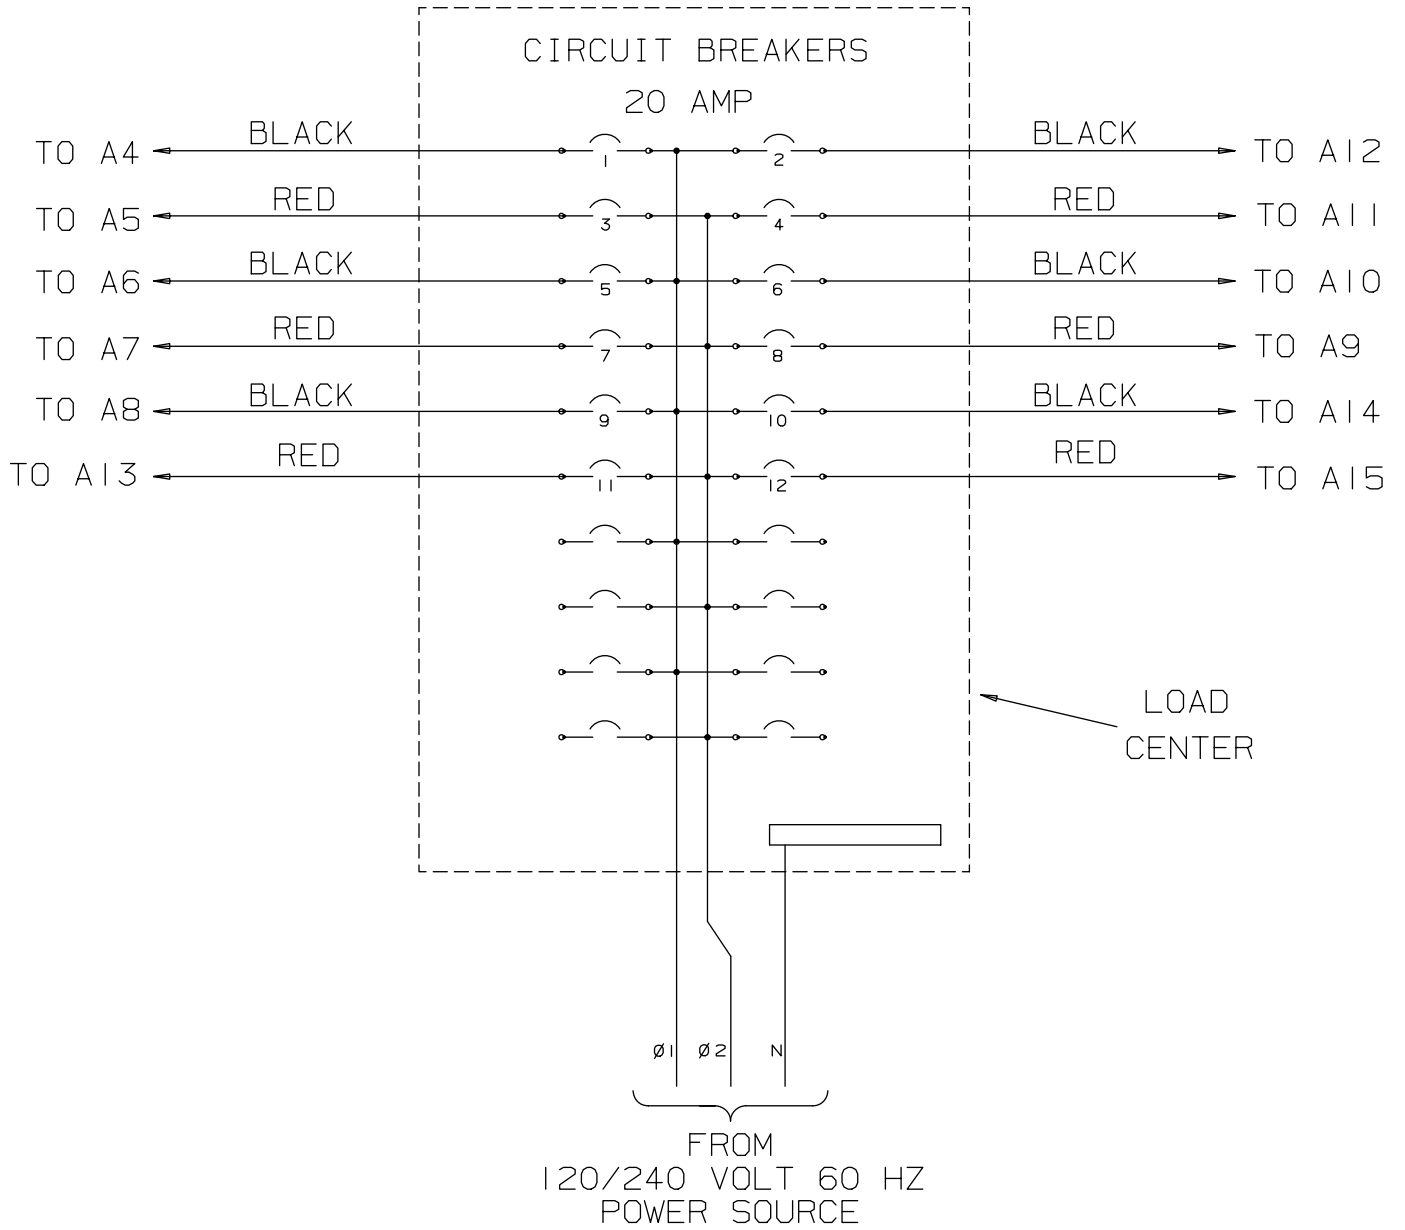 CIRCUIT BREAKERS
20 AMP
TO A4 BLACK 1 2 BLACK TO A12
TO A5 RED 3 4 RED TO A11
TO A6 BLACK 5 6 BLACK TO A10
TO A7 RED 7 8 RED TO A9
TO A8 BLACK 9 10 BLACK TO A14
TO A13 RED 11 12 RED TO A15
LOAD
CENTER
Ø1 Ø2 N
FROM
120/240 VOLT 60 HZ
POWER SOURCE